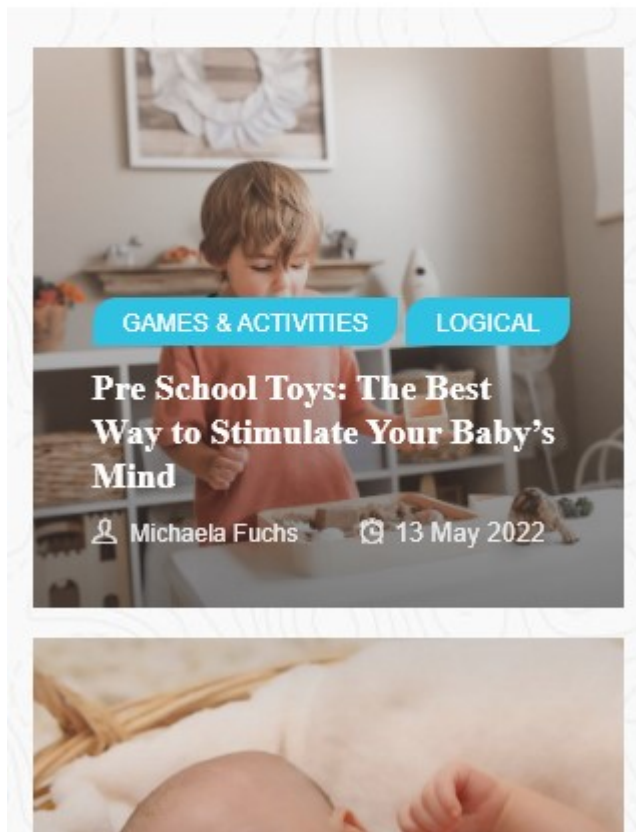 GAMES & ACTIVITIES LOGICAL
Pre School Toys: The Best
Way to Stimulate Your Baby’s
Mind
Michaela Fuchs 13 May 2022